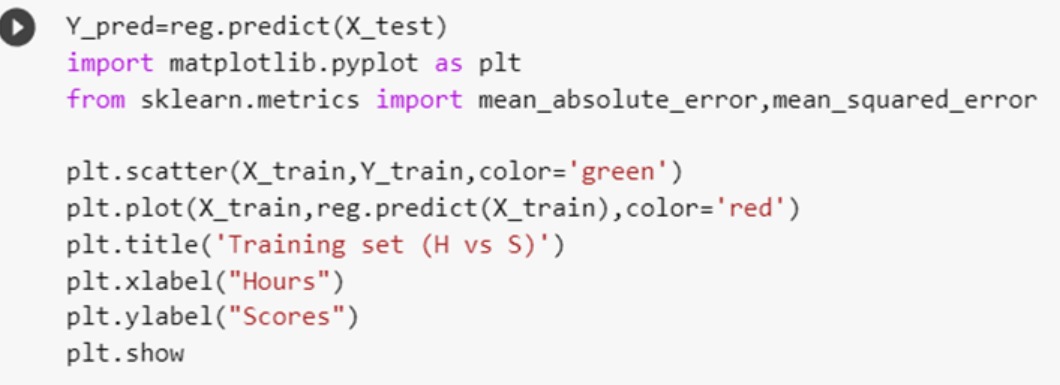 Y_pred=reg.predict(X_test)
import matplotlib.pyplot as plt
from sklearn.metrics import mean_absolute_error,mean_squared_error
plt.scatter(X_train,Y_train,color='green')
plt.plot(X_train,reg.predict(X_train),color='red')
plt.title('Training set (H vs S)')
plt.xlabel("Hours")
plt.ylabel("Scores")
plt.show